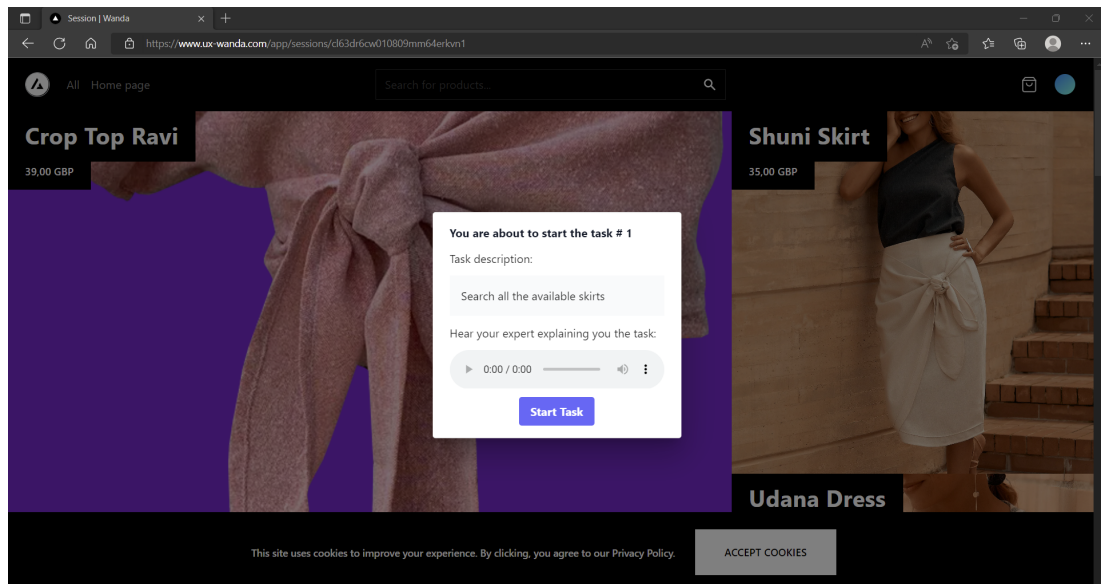 Session | Wanda
https://www.ux-wanda.com/app/sessions/cl63dr6cw010809mm64erkvn1
All Home page
Search for products...
Crop Top Ravi
39,00 GBP
Shuni Skirt
35,00 GBP
You are about to start the task # 1
Task description:
Search all the available skirts
Hear your expert explaining you the task:
0:00 / 0:00
Start Task
Udana Dress
This site uses cookies to improve your experience. By clicking, you agree to our Privacy Policy.
ACCEPT COOKIES